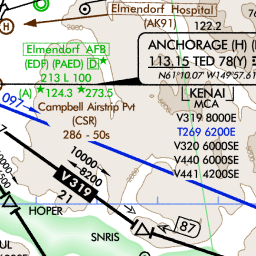 Elmendorf Hospital
(AK91)
122.2
Elmendorf AFB
(EDF) (PAED) D
213 L 100
(A) ★124.3 ★273.5
ANCHORAGE (H) (
113.15 TED 78(Y)
N61°10.07 W149°57.61
Campbell Airstrip Pvt
(CSR)
286 - 50s
KENAI
MCA
V319 8000E
T269 6200E
V320 6000SE
V440 6000SE
V441 4200SE
097
10000
8200
V319
21
87
HOPER
SNRIS
UL
00SE